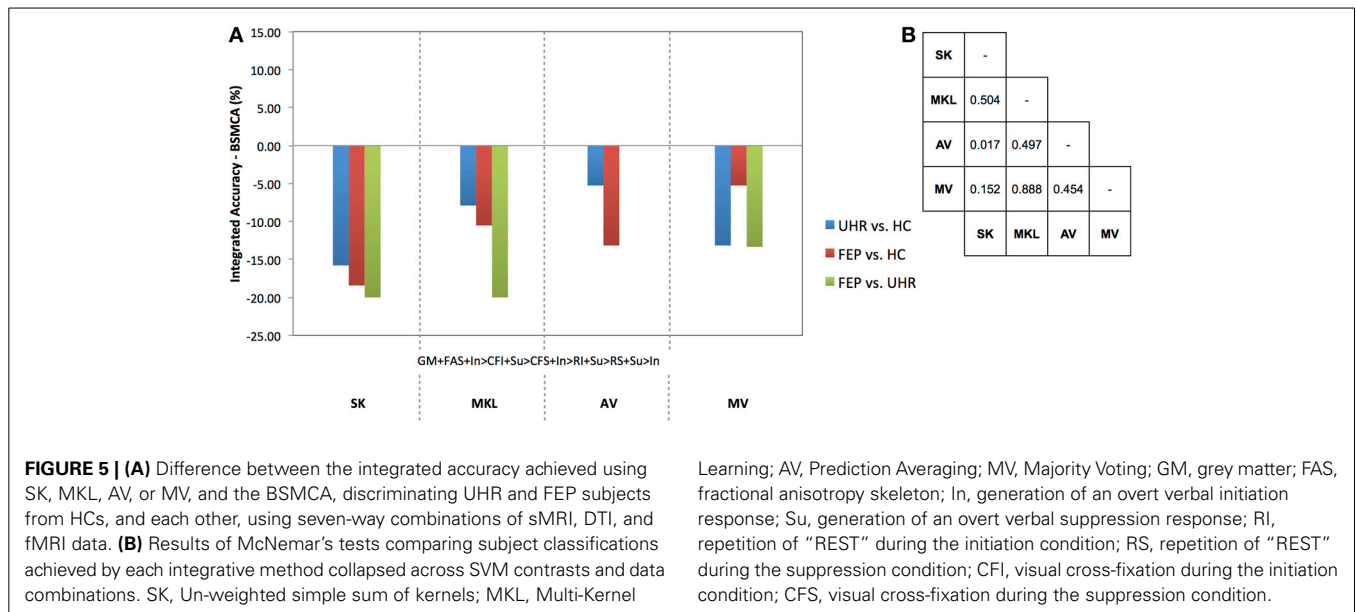 A
B
15.00
10.00
5.00
0.00
-5.00
-10.00
-15.00
-20.00
-25.00
Integrated Accuracy - BSMCA (%)
GM+FAS+In>CFI+Su>CFS+In>RI+Su>RS+Su>In
SK
MKL
AV
MV
UHR vs. HC
FEP vs. HC
FEP vs. UHR
SK -
MKL 0.504 -
AV 0.017 0.497 -
MV 0.152 0.888 0.454 -
SK MKL AV MV
FIGURE 5 | (A) Difference between the integrated accuracy achieved using
SK, MKL, AV, or MV, and the BSMCA, discriminating UHR and FEP subjects
from HCs, and each other, using seven-way combinations of sMRI, DTI, and
fMRI data. (B) Results of McNemar's tests comparing subject classifications
achieved by each integrative method collapsed across SVM contrasts and data
combinations. SK, Un-weighted simple sum of kernels; MKL, Multi-Kernel
Learning; AV, Prediction Averaging; MV, Majority Voting; GM, grey matter; FAS,
fractional anisotropy skeleton; In, generation of an overt verbal initiation
response; Su, generation of an overt verbal suppression response; RI,
repetition of "REST" during the initiation condition; RS, repetition of "REST"
during the suppression condition; CFI, visual cross-fixation during the initiation
condition; CFS, visual cross-fixation during the suppression condition.